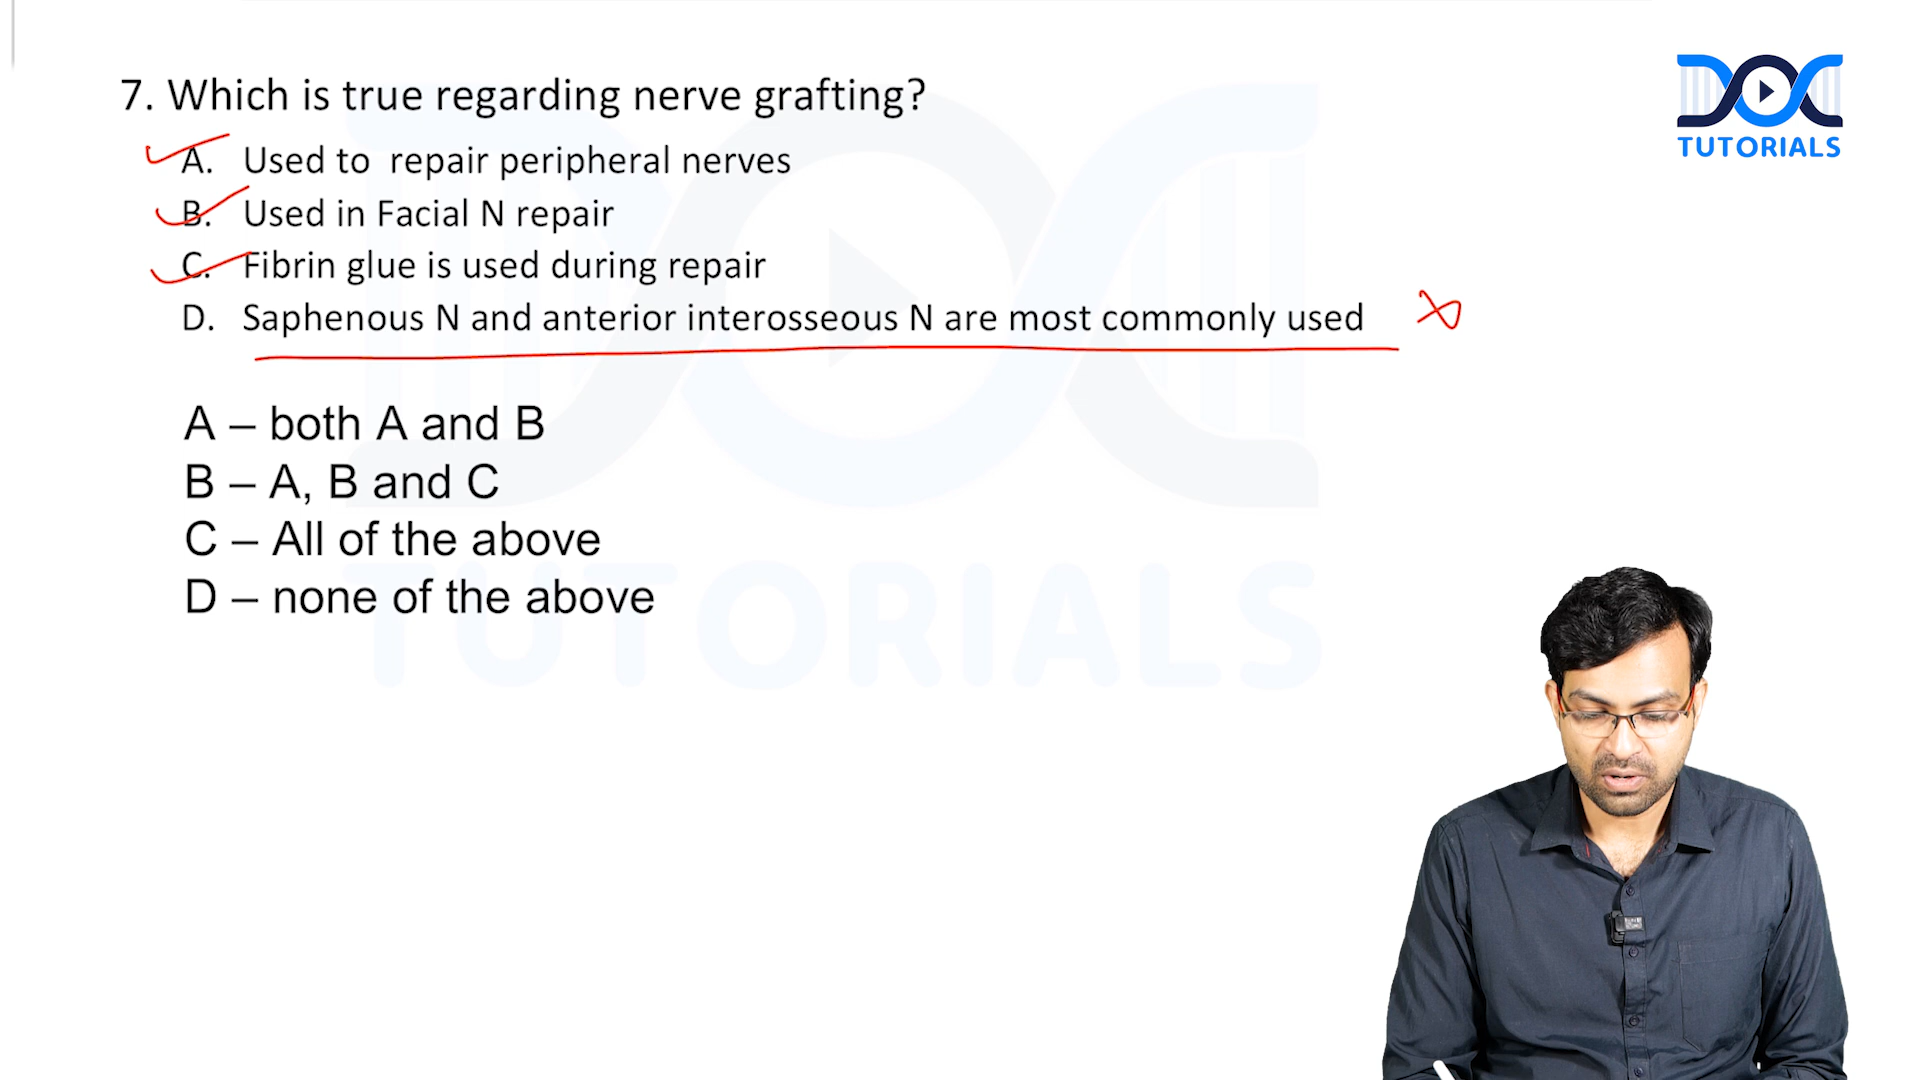 7. Which is true regarding nerve grafting?
A. Used to repair peripheral nerves
B. Used in Facial N repair
C. Fibrin glue is used during repair
D. Saphenous N and anterior interosseous N are most commonly used
A – both A and B
B – A, B and C
C – All of the above
D – none of the above
DOC
TUTORIALS
TUTORIALS